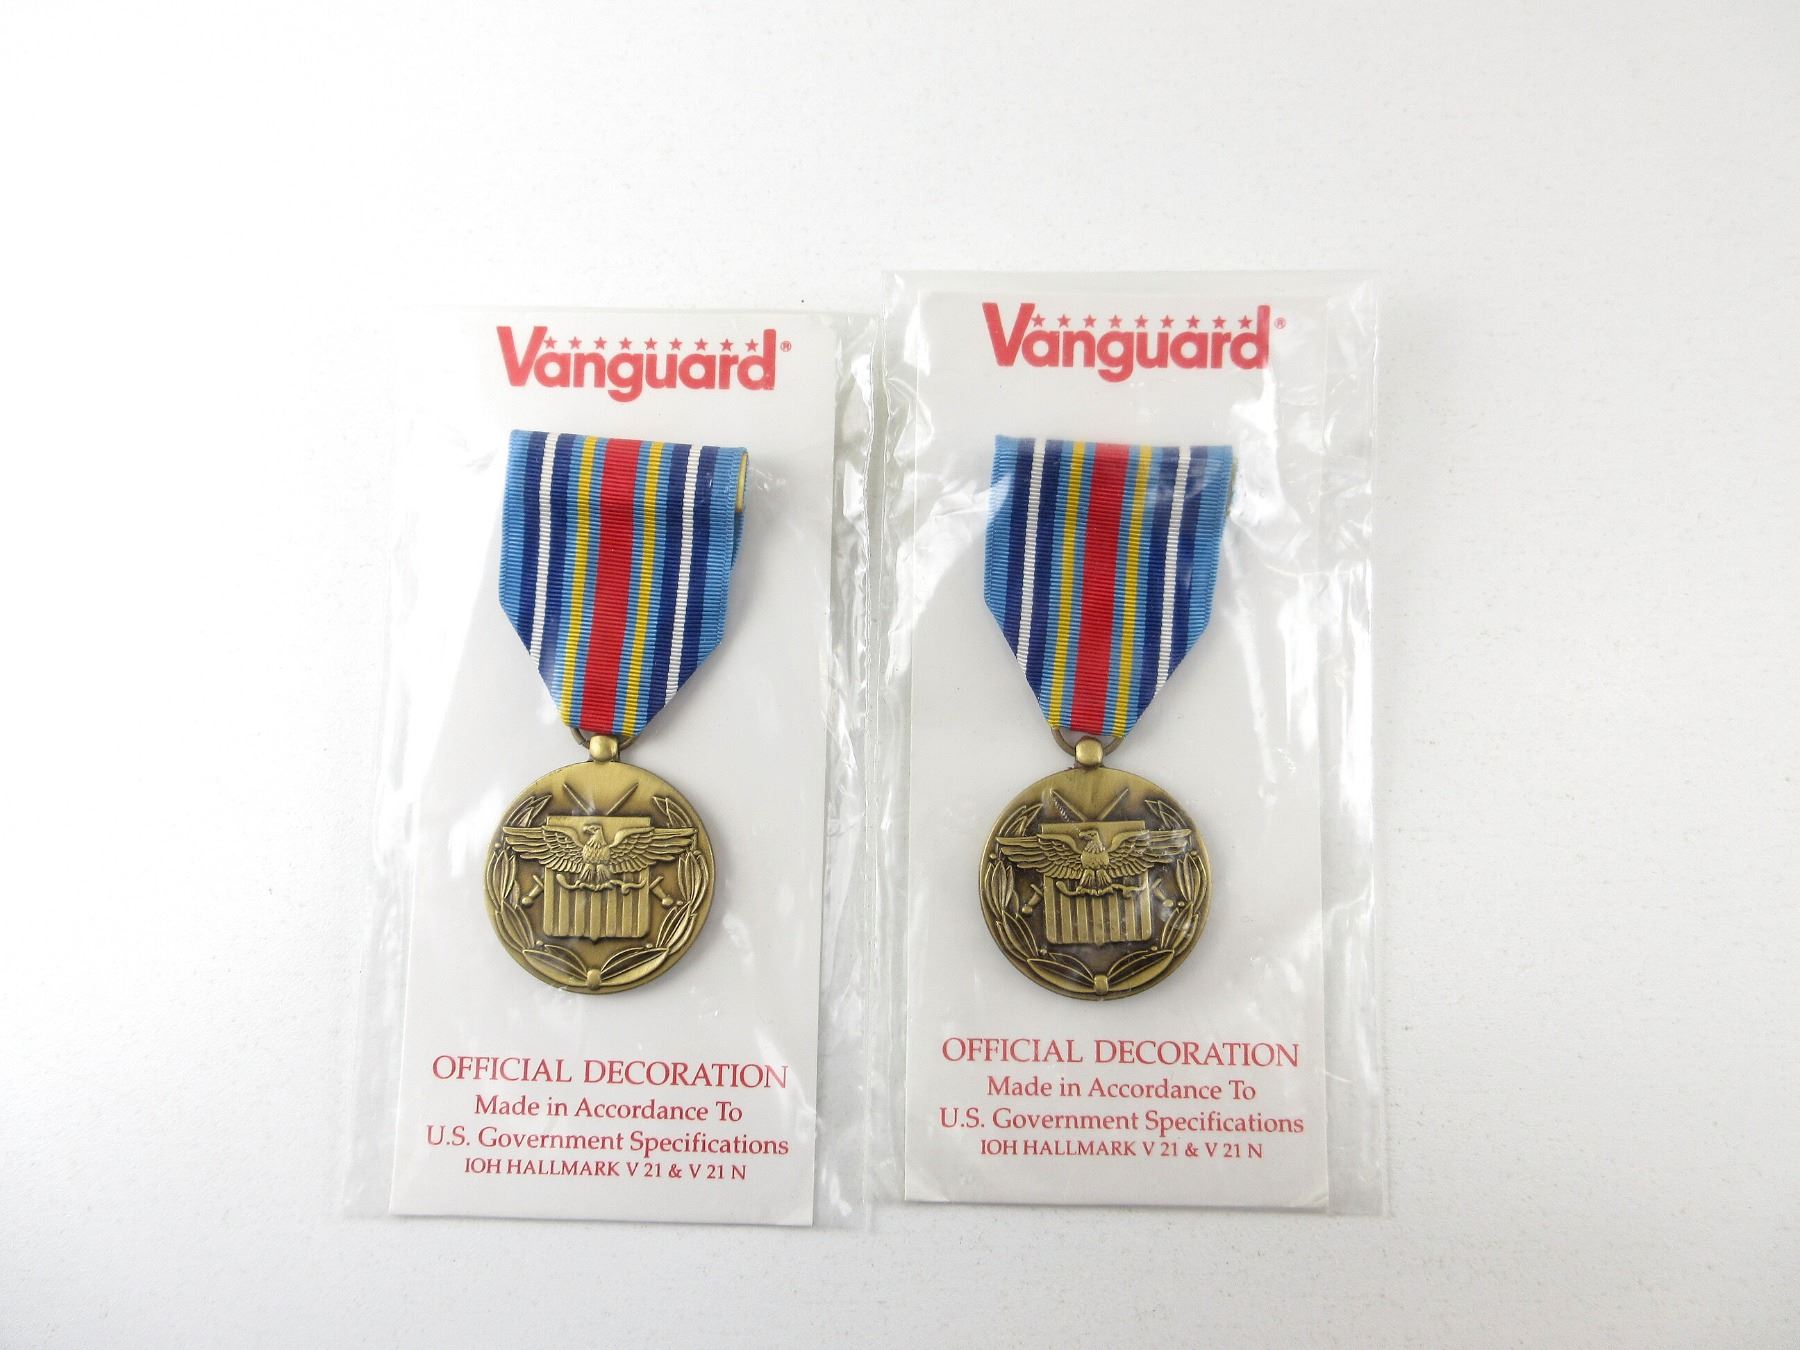 Vanguard®
OFFICIAL DECORATION
Made in Accordance To
U.S. Government Specifications
IOH HALLMARK V 21 & V 21 N
Vanguard®
OFFICIAL DECORATION
Made in Accordance To
U.S. Government Specifications
IOH HALLMARK V 21 & V 21 N